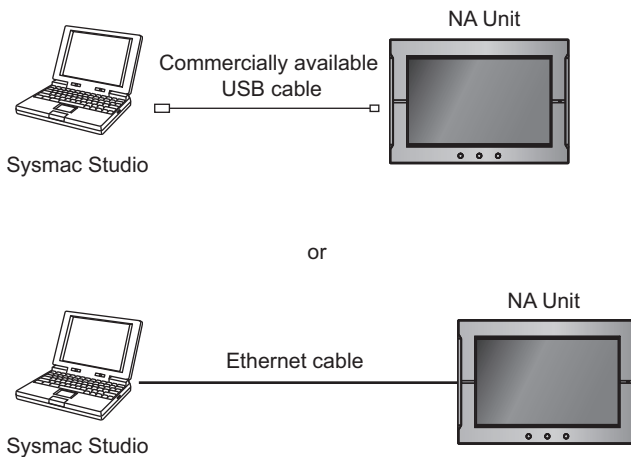 NA Unit
Commercially available
USB cable
Sysmac Studio
or
NA Unit
Ethernet cable
Sysmac Studio